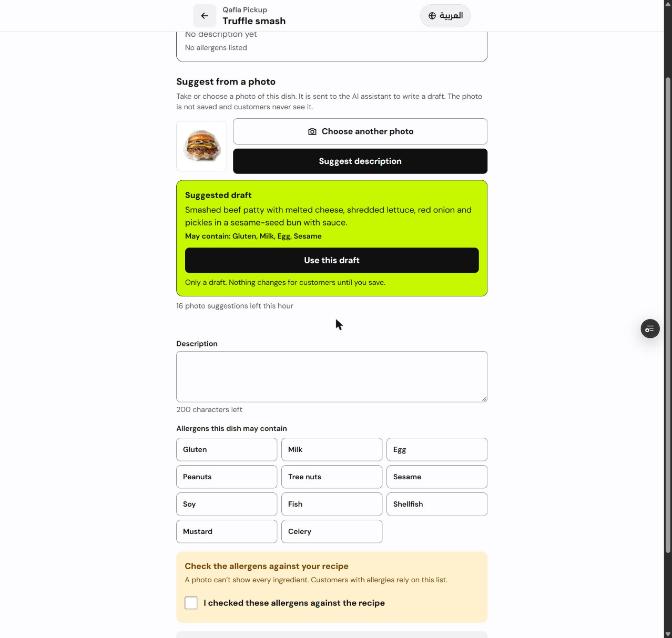 Qafla Pickup
Truffle smash
العربية
No description yet
No allergens listed
Suggest from a photo
Take or choose a photo of this dish. It is sent to the AI assistant to write a draft. The photo
is not saved and customers never see it.
Choose another photo
Suggest description
Suggested draft
Smashed beef patty with melted cheese, shredded lettuce, red onion and
pickles in a sesame-seed bun with sauce.
May contain: Gluten, Milk, Egg, Sesame
Use this draft
Only a draft. Nothing changes for customers until you save.
16 photo suggestions left this hour
Description
200 characters left
Allergens this dish may contain
Gluten
Milk
Egg
Peanuts
Tree nuts
Sesame
Soy
Fish
Shellfish
Mustard
Celery
Check the allergens against your recipe
A photo can't show every ingredient. Customers with allergies rely on this list.
I checked these allergens against the recipe